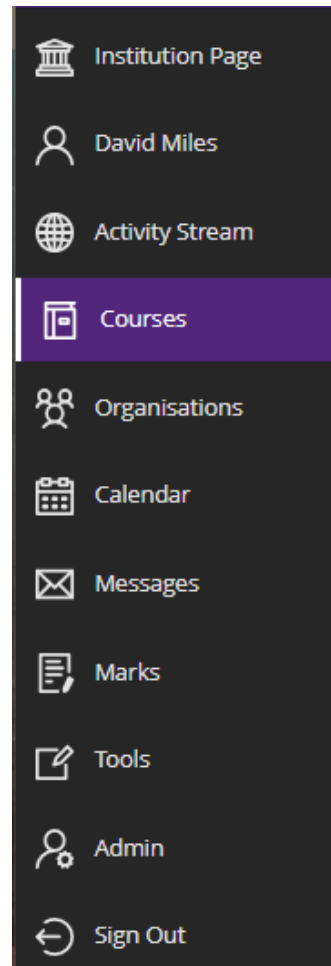 Institution Page
David Miles
Activity Stream
Courses
Organisations
Calendar
Messages
Marks
Tools
Admin
Sign Out